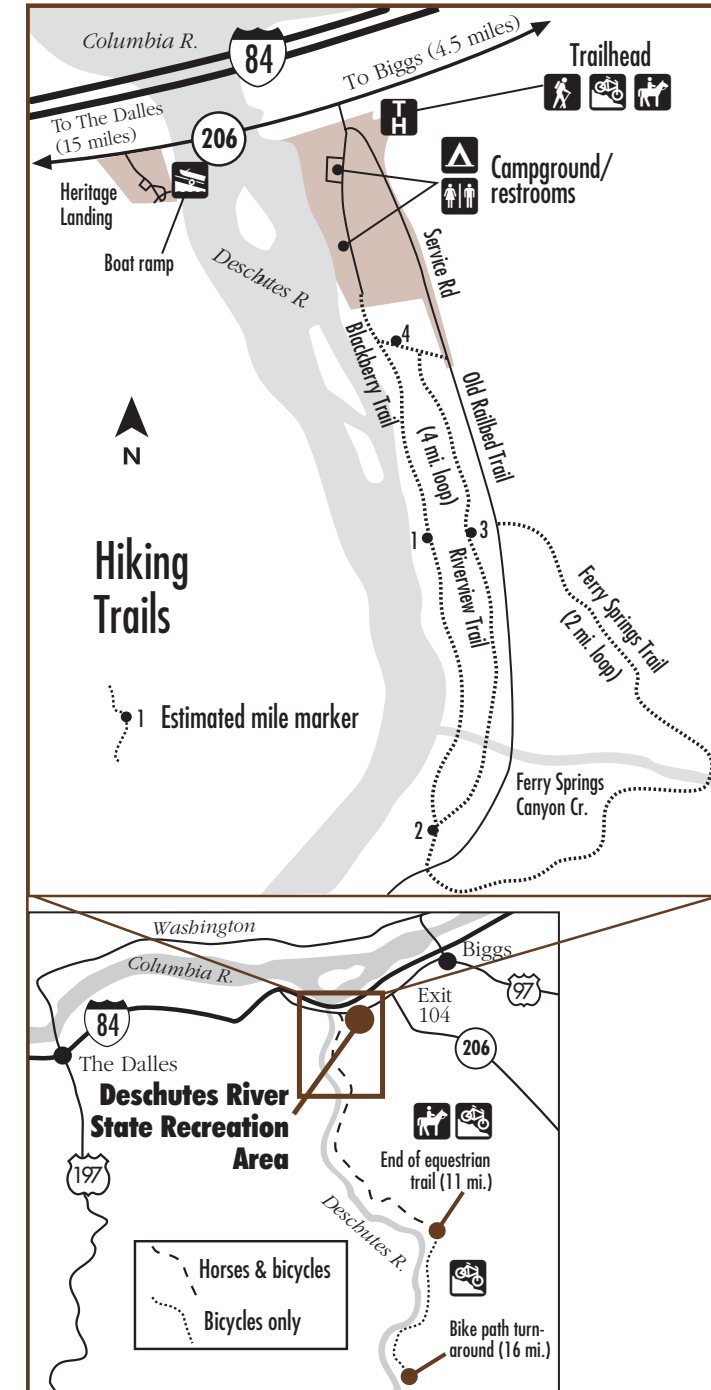 Columbia R.
84
To Biggs (4.5 miles)
Trailhead
TH
To The Dalles
(15 miles)
206
Heritage
Landing
Boat ramp
Campground/
restrooms
Deschutes R.
Service Rd
4
Blackberry Trail
Old Railbed Trail
(4 mi. loop)
N
Hiking
Trails
1
3
Riverview Trail
Ferry Springs Trail
(2 mi. loop)
1 Estimated mile marker
Ferry Springs
Canyon Cr.
2
Washington
Columbia R.
Biggs
97
Exit
104
84
206
The Dalles
Deschutes River
State Recreation
Area
197
End of equestrian
trail (11 mi.)
Deschutes R.
Horses & bicycles
Bicycles only
Bike path turn-
around (16 mi.)